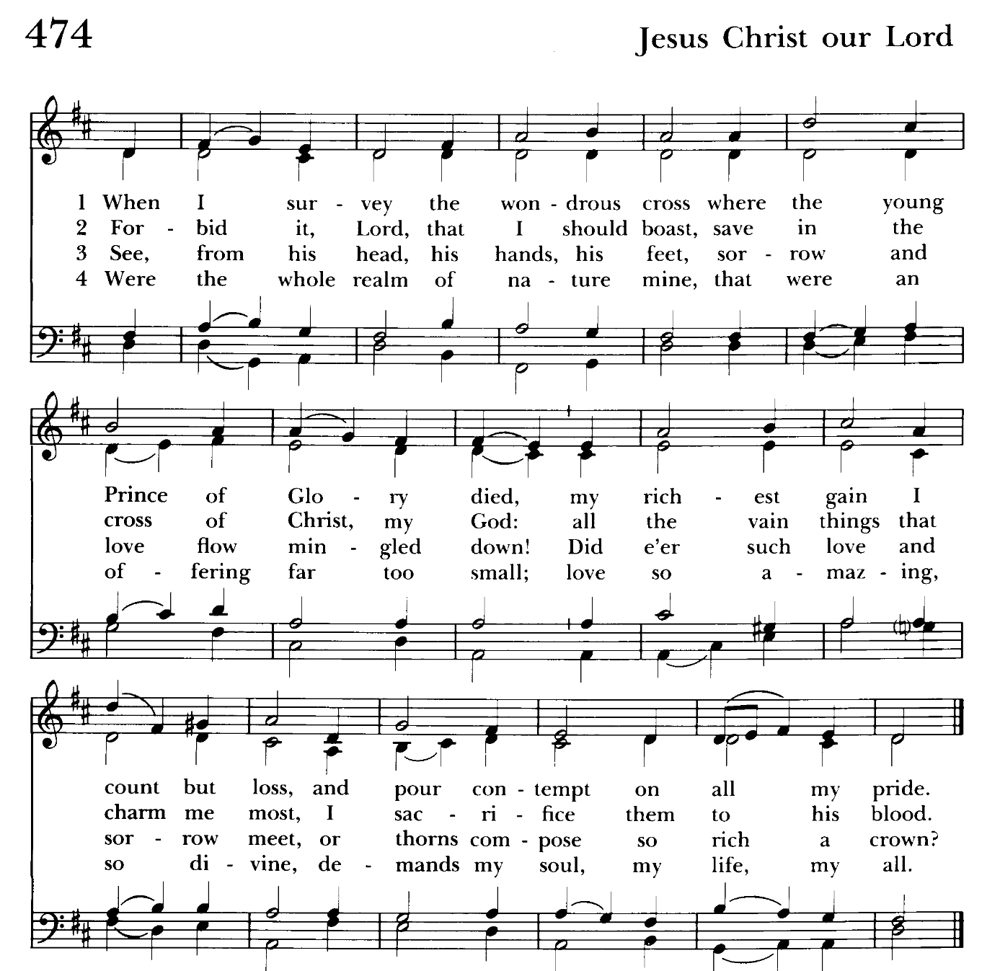 474
Jesus Christ our Lord
1 When I sur - vey the won - drous cross where the young
2 For - bid it, Lord, that I should boast, save in the
3 See, from his head, his hands, his feet, sor - row and
4 Were the whole realm of na - ture mine, that were an
Prince of Glo - ry died, my rich - est gain I
cross of Christ, my God: all the vain things that
love flow min - gled down! Did e'er such love and
of - fering far too small; love so a - maz - ing,
count but loss, and pour con - tempt on all my pride.
charm me most, I sac - ri - fice them to his blood.
sor - row meet, or thorns com - pose so rich a crown?
so di - vine, de - mands my soul, my life, my all.